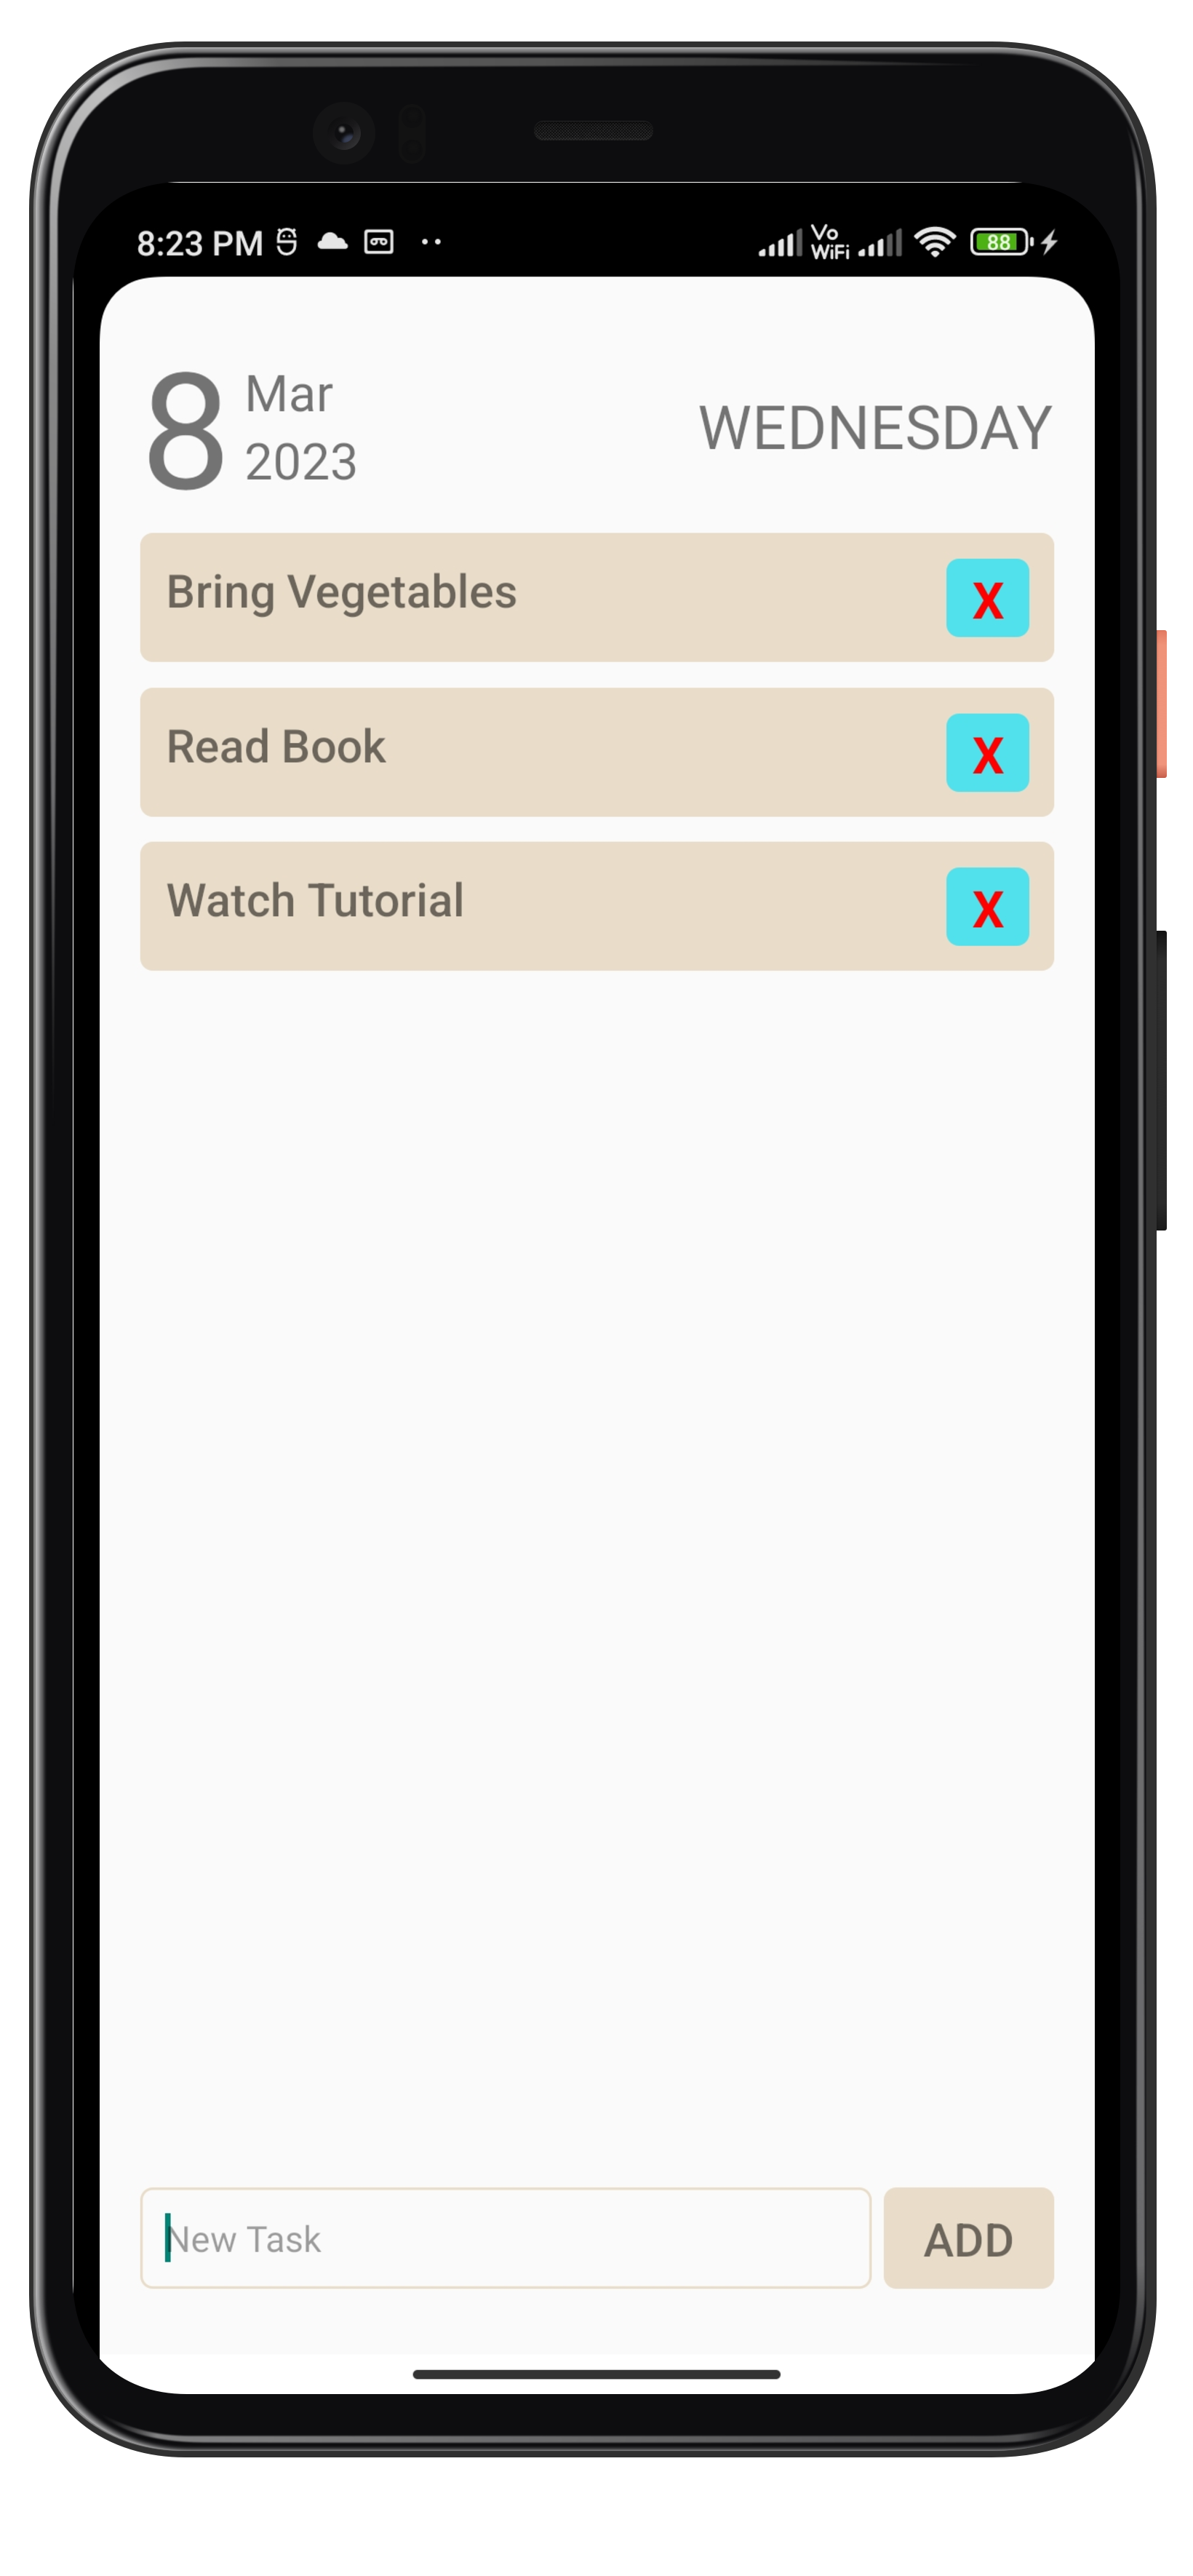 8:23 PM
Vo
WiFi
88
8
Mar
2023
WEDNESDAY
Bring Vegetables
X
Read Book
X
Watch Tutorial
X
New Task
ADD